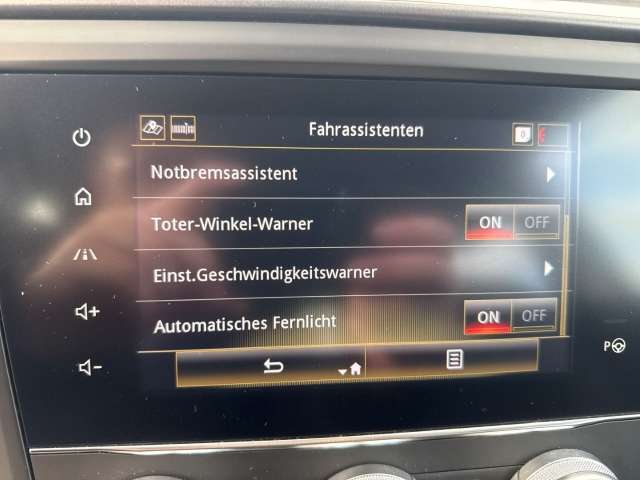 Fahrassistenten
Notbremsassistent
Toter-Winkel-Warner ON OFF
Einst.Geschwindigkeitswarner
Automatisches Fernlicht ON OFF
P